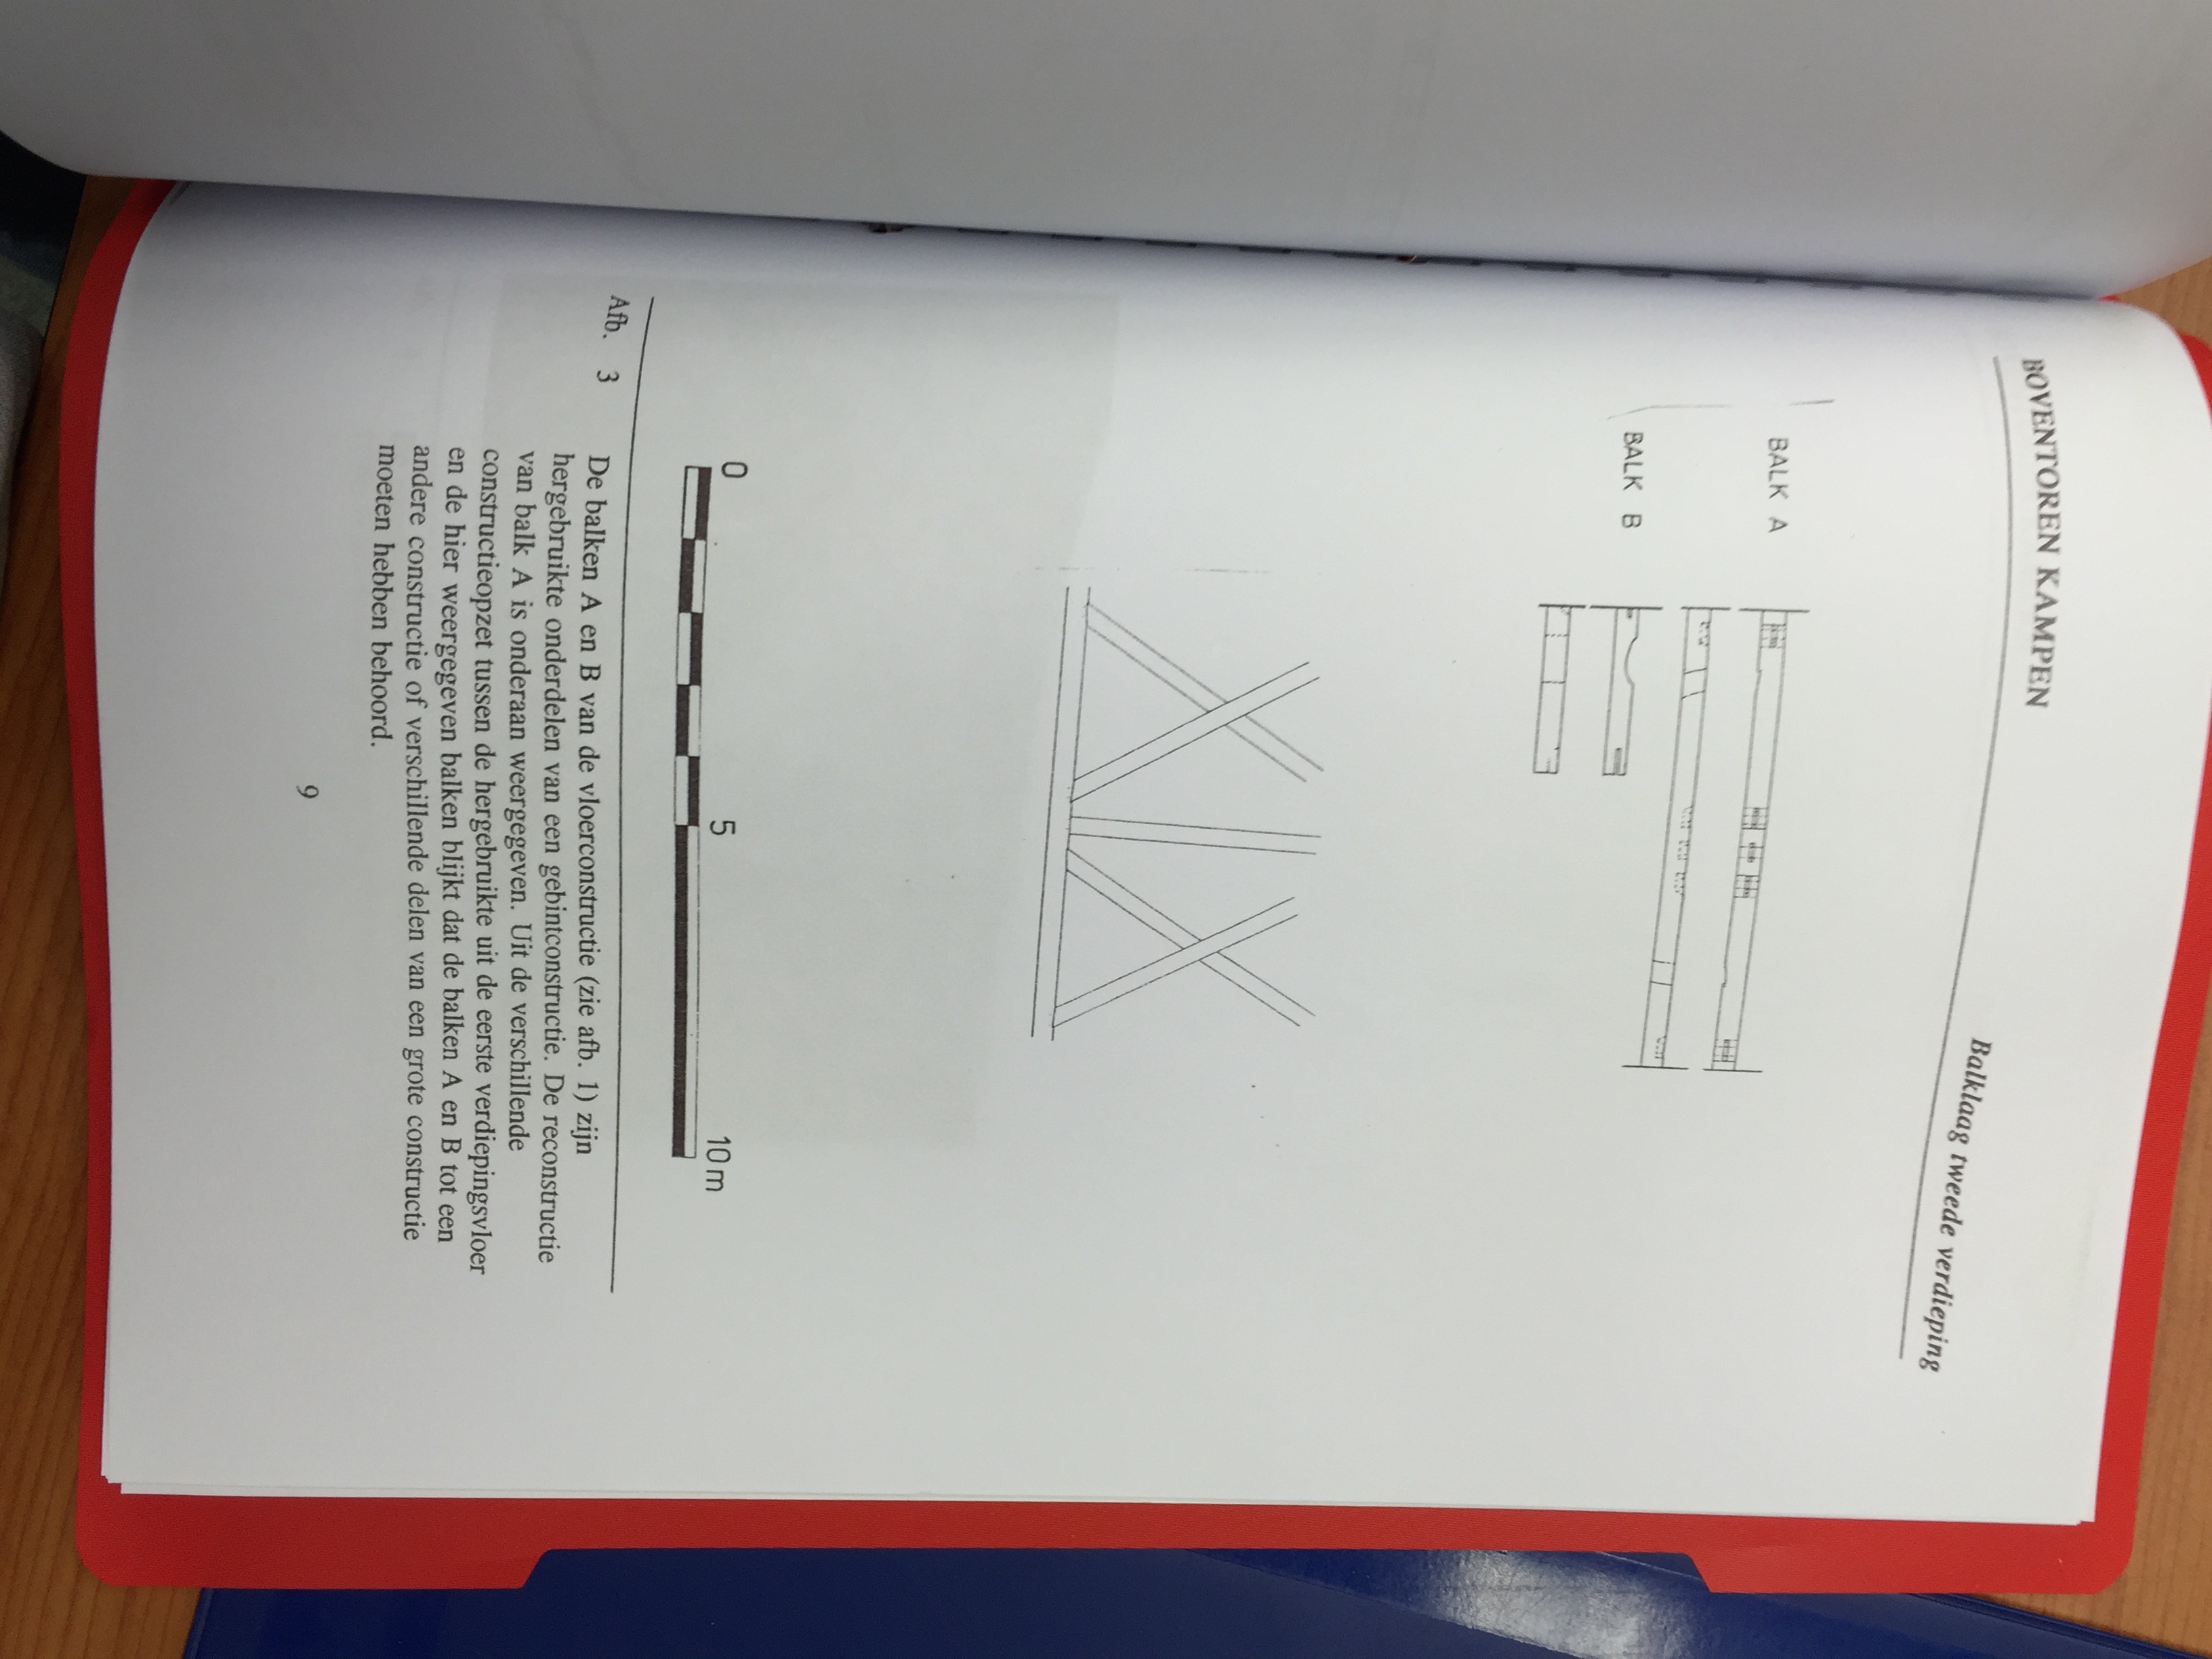 BOVENTOREN KAMPEN
Balklaag tweede verdieping
BALK A
BALK B
0 5 10 m
Afb. 3 De balken A en B van de vloerconstructie (zie afb. 1) zijn
hergebruikte onderdelen van een gebintconstructie. De reconstructie
van balk A is onderaan weergegeven. Uit de verschillende
constructieopzet tussen de hergebruikte uit de eerste verdiepingsvloer
en de hier weergegeven balken blijkt dat de balken A en B tot een
andere constructie of verschillende delen van een grote constructie
moeten hebben behoord.
9